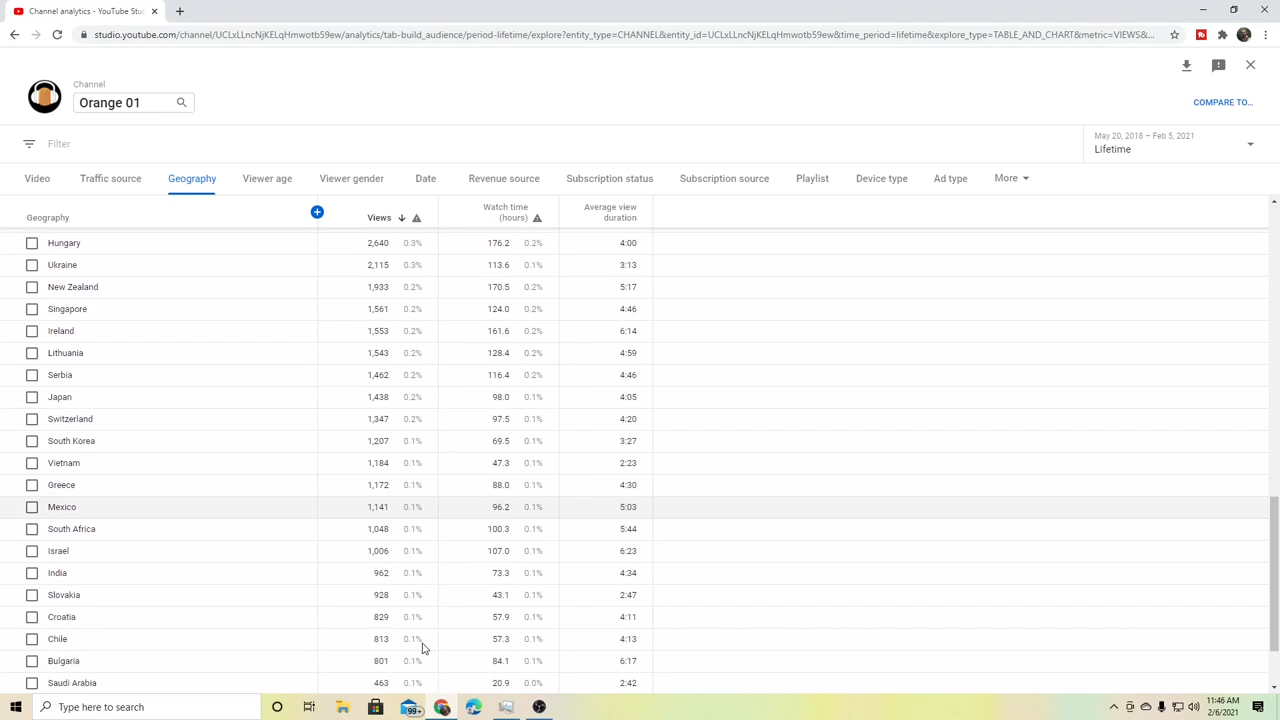 Channel analytics - YouTube Stu
studio.youtube.com/channel/UCLxLLncNjKELqHmwotb59ew/analytics/tab-build_audience/period-lifetime/explore?entity_type=CHANNEL&entity_id=UCLxLLncNjKELqHmwotb59ew&time_period=lifetime&explore_type=TABLE_AND_CHART&metric=VIEWS&...
Channel
Orange 01
COMPARE TO...
Filter
May 20, 2018 – Feb 5, 2021
Lifetime
Video Traffic source Geography Viewer age Viewer gender Date Revenue source Subscription status Subscription source Playlist Device type Ad type More
Geography Views Watch time (hours) Average view duration
Hungary 2,640 0.3% 176.2 0.2% 4:00
Ukraine 2,115 0.3% 113.6 0.1% 3:13
New Zealand 1,933 0.2% 170.5 0.2% 5:17
Singapore 1,561 0.2% 124.0 0.2% 4:46
Ireland 1,553 0.2% 161.6 0.2% 6:14
Lithuania 1,543 0.2% 128.4 0.2% 4:59
Serbia 1,462 0.2% 116.4 0.2% 4:46
Japan 1,438 0.2% 98.0 0.1% 4:05
Switzerland 1,347 0.2% 97.5 0.1% 4:20
South Korea 1,207 0.1% 69.5 0.1% 3:27
Vietnam 1,184 0.1% 47.3 0.1% 2:23
Greece 1,172 0.1% 88.0 0.1% 4:30
Mexico 1,141 0.1% 96.2 0.1% 5:03
South Africa 1,048 0.1% 100.3 0.1% 5:44
Israel 1,006 0.1% 107.0 0.1% 6:23
India 962 0.1% 73.3 0.1% 4:34
Slovakia 928 0.1% 43.1 0.1% 2:47
Croatia 829 0.1% 57.9 0.1% 4:11
Chile 813 0.1% 57.3 0.1% 4:13
Bulgaria 801 0.1% 84.1 0.1% 6:17
Saudi Arabia 463 0.1% 20.9 0.0% 2:42
Type here to search
99+
11:46 AM
2/6/2021